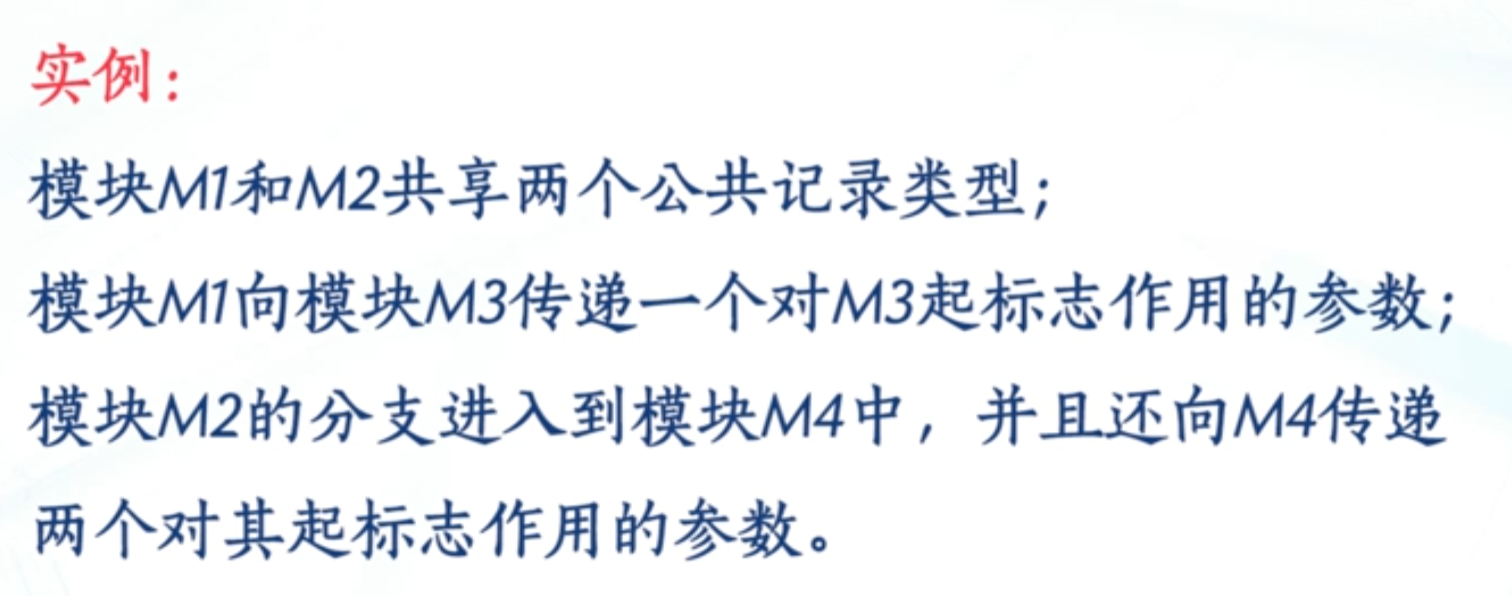 实例：
模块M1和M2共享两个公共记录类型；
模块M1向模块M3传递一个对M3起标志作用的参数；
模块M2的分支进入到模块M4中，并且还向M4传递
两个对其起标志作用的参数。